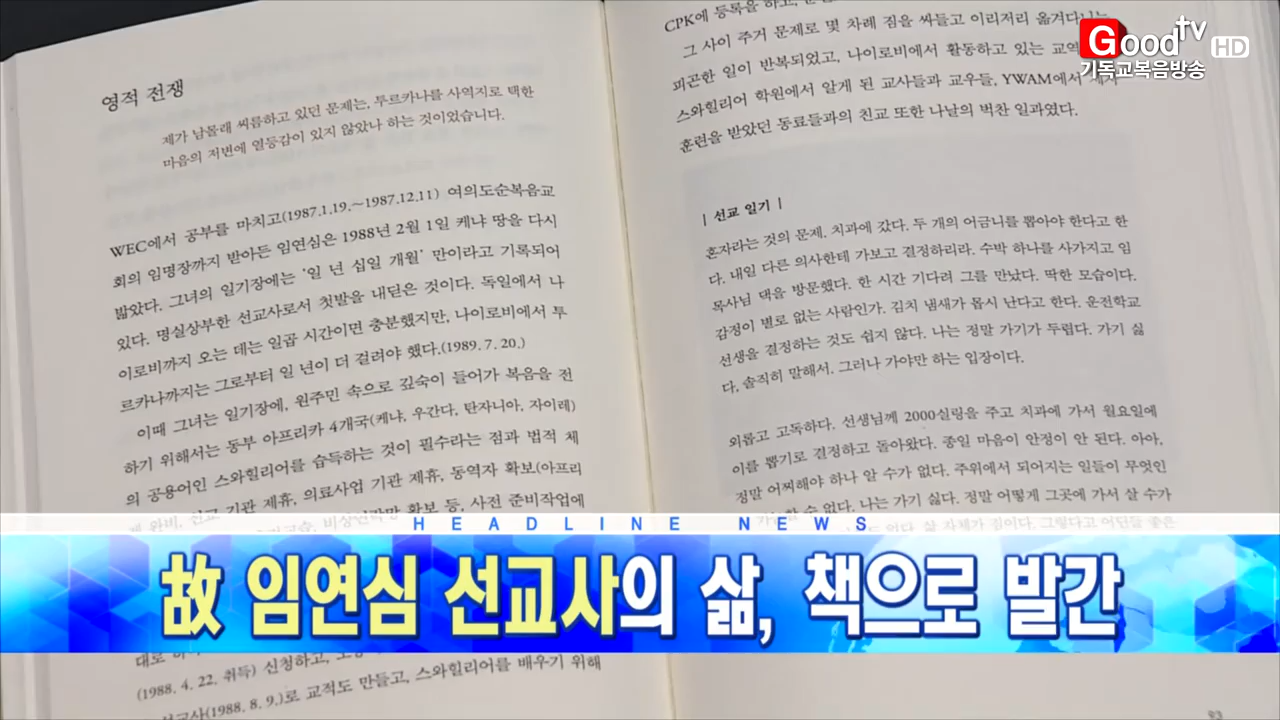 영적 전쟁
제가 남몰래 씨름하고 있던 문제는, 투르카나를 사역지로 택한
마음의 저변에 열등감이 있지 않았나 하는 것이었습니다.
WEC에서 공부를 마치고(1987.1.19.~1987.12.11) 여의도순복음교
회의 임명장까지 받아든 임연심은 1988년 2월 1일 케냐 땅을 다시
밟았다. 그녀의 일기장에는 '일 년 십일 개월' 만이라고 기록되어
있다. 명실상부한 선교사로서 첫발을 내딛은 것이다. 독일에서 나
이로비까지 오는 데는 일곱 시간이면 충분했지만, 나이로비에서 투
르카나까지는 그로부터 일 년이 더 걸려야 했다.(1989. 7. 20.)
이때 그녀는 일기장에, 원주민 속으로 깊숙이 들어가 복음을 전
하기 위해서는 동부 아프리카 4개국(케냐, 우간다, 탄자니아, 자이레)
의 공용어인 스와힐리어를 습득하는 것이 필수라는 점과 법적 체
기관 제휴, 의료사업 기관 제휴, 동역자 확보(아프리
확보 등, 사전 준비작업에
(1988. 4. 22. 취득) 신청하고,
스와힐리어를 배우기 위해
(1988. 8. 9.)로 교적도 만들고,
CPK에 등록을 하고,
그 사이 주거 문제로 몇 차례 짐을 싸들고 이리저리 옮겨다니는
피곤한 일이 반복되었고, 나이로비에서 활동하고 있는
스와힐리어 학원에서 알게 된 교사들과 교우들, YWAM에서
훈련을 받았던 동료들과의 친교 또한 나날의 벅찬 일과였다.
| 선교 일기 |
혼자라는 것의 문제. 치과에 갔다. 두 개의 어금니를 뽑아야 한다고 한
다. 내일 다른 의사한테 가보고 결정하리라. 수박 하나를 사가지고 임
목사님 댁을 방문했다. 한 시간 기다려 그를 만났다. 딱한 모습이다.
감정이 별로 없는 사람인가. 김치 냄새가 몹시 난다고 한다. 운전학교
선생을 결정하는 것도 쉽지 않다. 나는 정말 가기가 두렵다. 가기 싫
다, 솔직히 말해서. 그러나 가야만 하는 입장이다.
외롭고 고독하다. 선생님께 2000실링을 주고 치과에 가서 월요일에
이를 뽑기로 결정하고 돌아왔다. 종일 마음이 안정이 안 된다. 아아,
정말 어찌해야 하나 알 수가 없다. 주위에서 되어지는 일들이 무엇인
수 없다. 나는 가기 싫다. 정말 어떻게 그곳에 가서 살 수가
Goodtv HD
기독교복음방송
HEADLINE NEWS
故 임연심 선교사의 삶, 책으로 발간